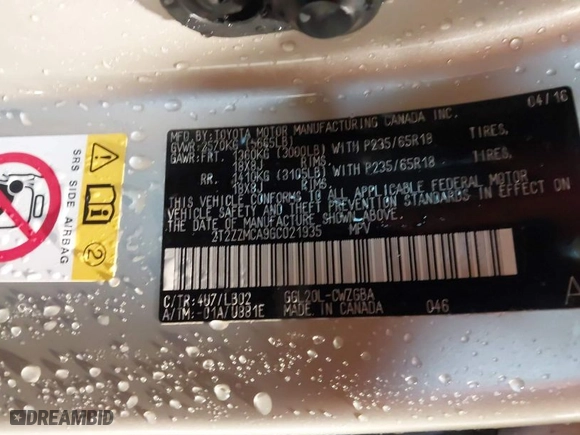 04/16
MFD.BY:TOYOTA MOTOR MANUFACTURING CANADA INC.
GVWR:2570KG (5665LB)
GAWR:FRT. 1360KG (3000LB) WITH P235/65R18 TIRES,
18X8J RIMS,
RR. 1410KG (3105LB) WITH P235/65R18 TIRES,
18X8J RIMS,
THIS VEHICLE CONFORMS TO ALL APPLICABLE FEDERAL MOTOR
VEHICLE SAFETY AND THEFT PREVENTION STANDARDS IN EFFECT ON
THE DATE OF MANUFACTURE SHOWN ABOVE.
2T2ZZMCA9GC021935 MPV
C/TR:4U7/LB02 GGL20L-CWZGBA
A/TM:-01A/U881E MADE IN CANADA 046
A
SRS SIDE AIRBAG
2
DREAMBID